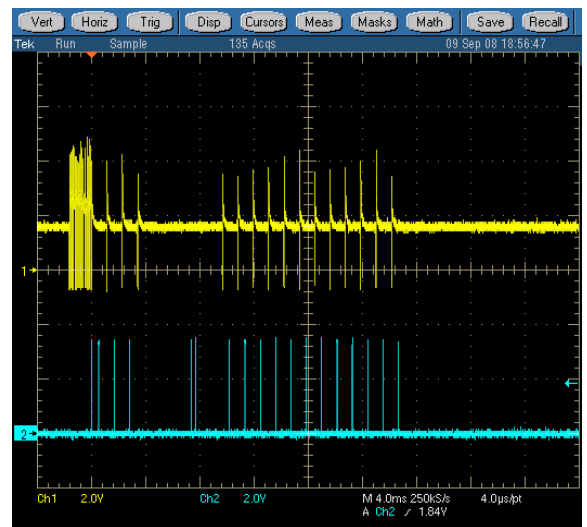 Vert Horiz Trig Disp Cursors Meas Masks Math Save Recall
Tek Run Sample 135 Acqs 09 Sep 08 18:56:47
1
2
Ch1 2.0V Ch2 2.0V M 4.0ms 250kS/s 4.0µs/pt
A Ch2 ∕ 1.84V